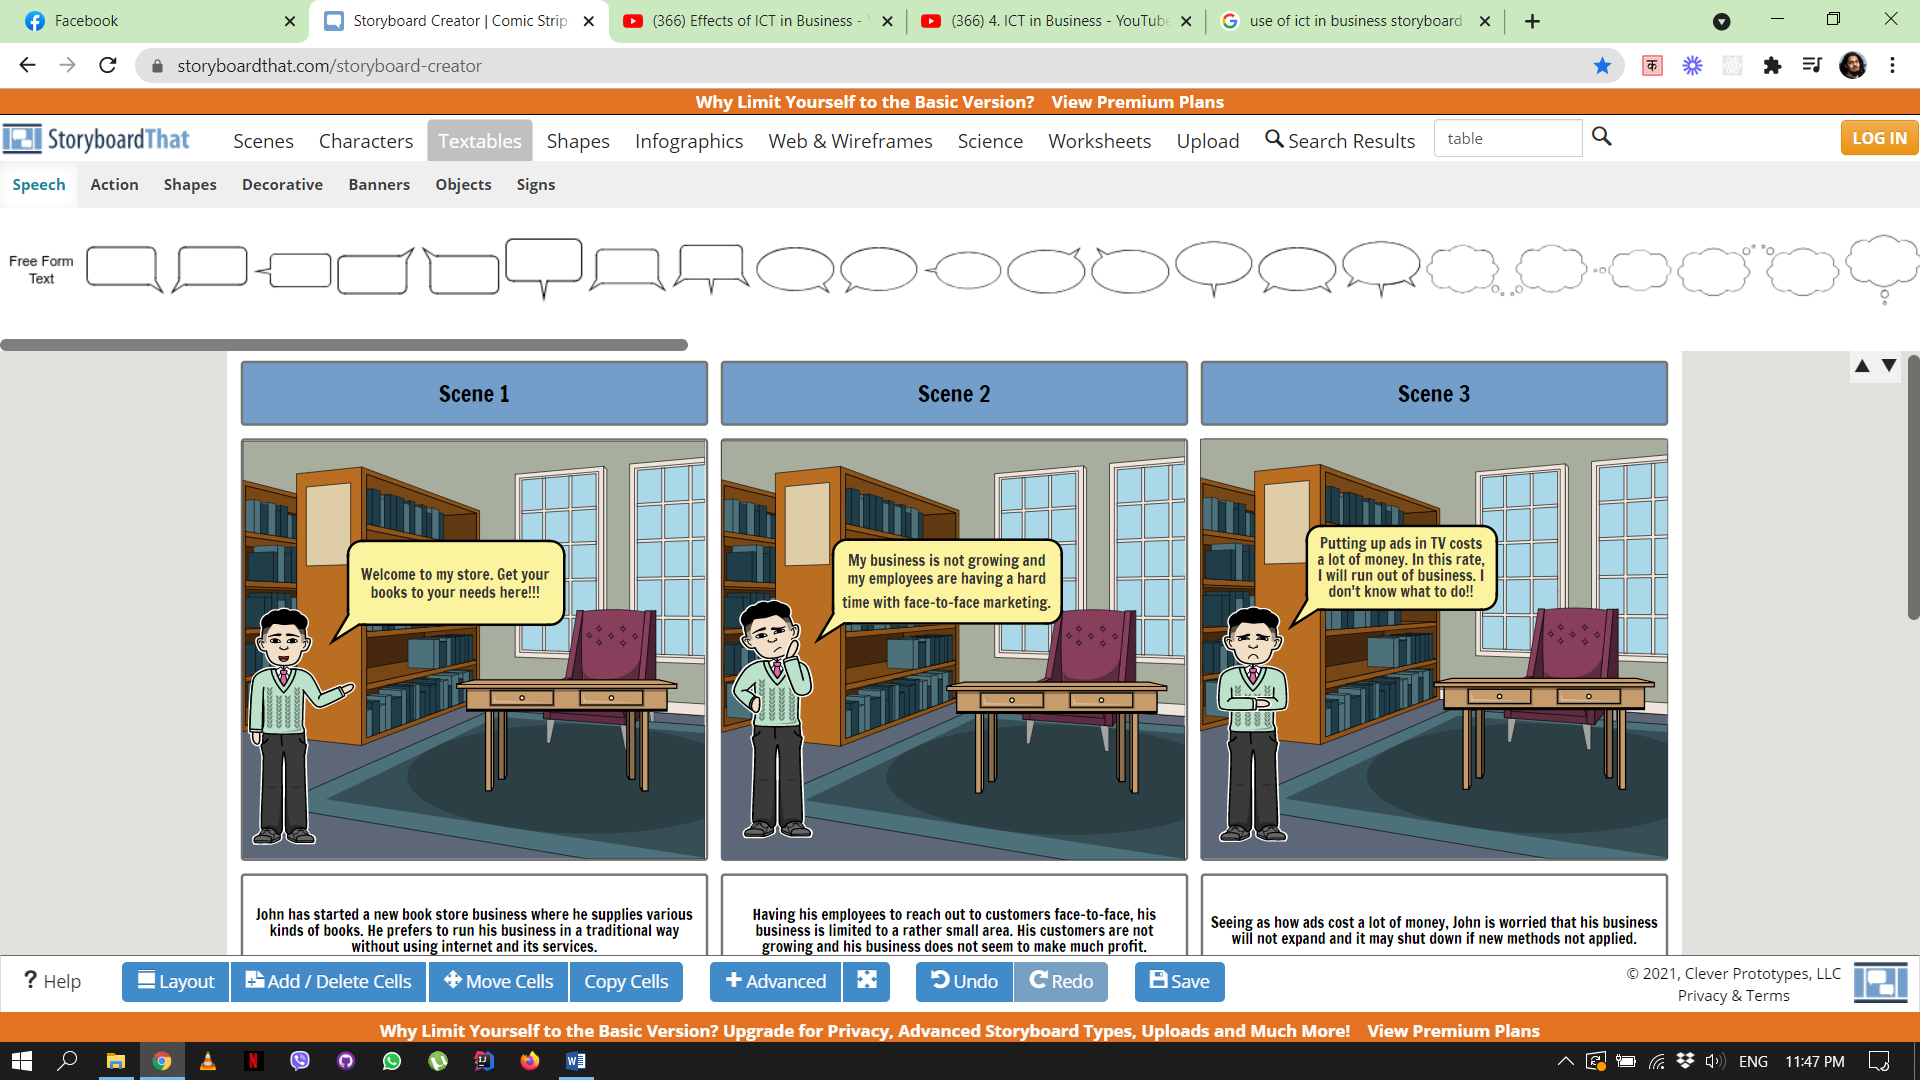 Facebook
Storyboard Creator | Comic Strip
(366) Effects of ICT in Business -
(366) 4. ICT in Business - YouTube
use of ict in business storyboard
storyboardthat.com/storyboard-creator
Why Limit Yourself to the Basic Version? View Premium Plans
StoryboardThat
Scenes Characters Textables Shapes Infographics Web & Wireframes Science Worksheets Upload Search Results
table
LOG IN
Speech Action Shapes Decorative Banners Objects Signs
Free Form
Text
Scene 1
Scene 2
Scene 3
Welcome to my store. Get your
books to your needs here!!!
My business is not growing and
my employees are having a hard
time with face-to-face marketing.
Putting up ads in TV costs
a lot of money. In this rate,
I will run out of business. I
don't know what to do!!
John has started a new book store business where he supplies various
kinds of books. He prefers to run his business in a traditional way
without using internet and its services.
Having his employees to reach out to customers face-to-face, his
business is limited to a rather small area. His customers are not
growing and his business does not seem to make much profit.
Seeing as how ads cost a lot of money, John is worried that his business
will not expand and it may shut down if new methods not applied.
? Help
Layout
Add / Delete Cells
Move Cells
Copy Cells
Advanced
Undo
Redo
Save
© 2021, Clever Prototypes, LLC
Privacy & Terms
Why Limit Yourself to the Basic Version? Upgrade for Privacy, Advanced Storyboard Types, Uploads and Much More! View Premium Plans
ENG
11:47 PM